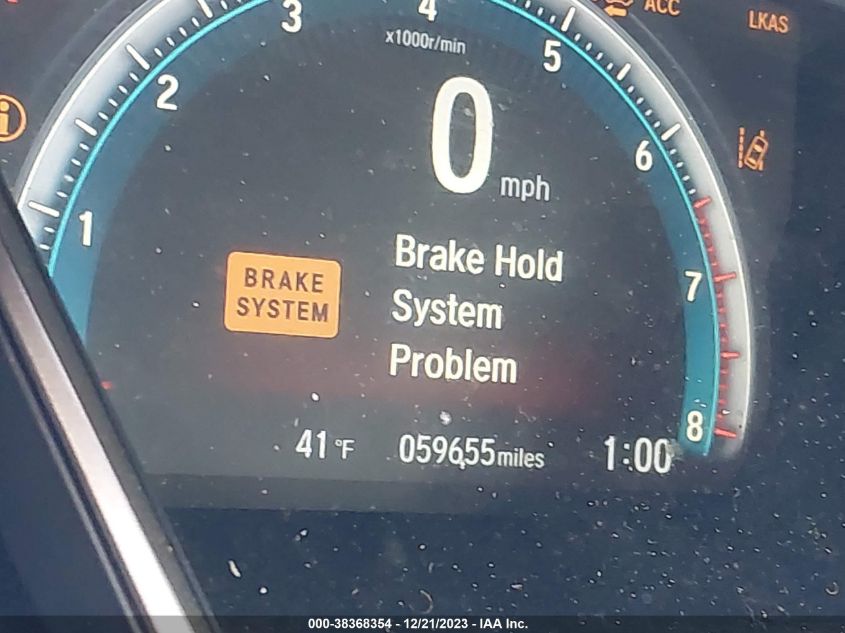 ACC
LKAS
3
4
x1000r/min
5
2
0
mph
6
1
BRAKE
SYSTEM
Brake Hold
System
Problem
7
8
41 °F
059655 miles
1:00
000-38368354 - 12/21/2023 - IAA Inc.